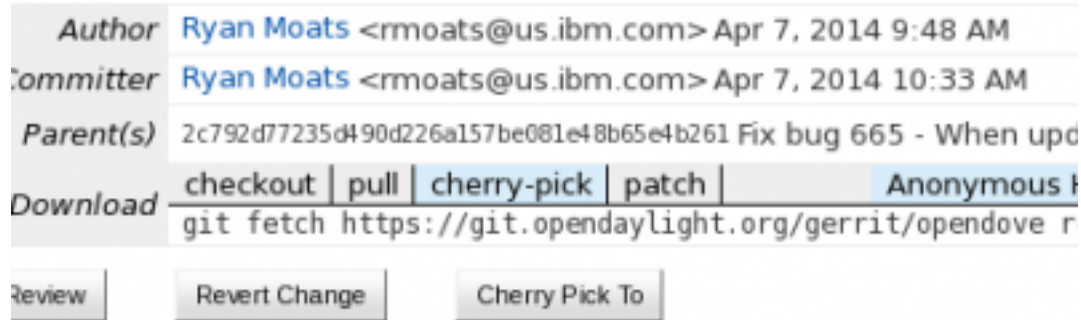 Author Ryan Moats <rmoats@us.ibm.com> Apr 7, 2014 9:48 AM
Committer Ryan Moats <rmoats@us.ibm.com> Apr 7, 2014 10:33 AM
Parent(s) 2c792d77235d490d226a157be081e48b65e4b261 Fix bug 665 - When upd
Download checkout | pull | cherry-pick | patch | Anonymous H
git fetch https://git.opendaylight.org/gerrit/opendove r
Review Revert Change Cherry Pick To